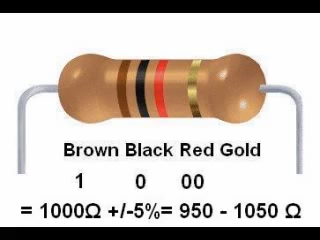 Brown Black Red Gold
1 0 00
= 1000Ω +/-5%= 950 - 1050 Ω